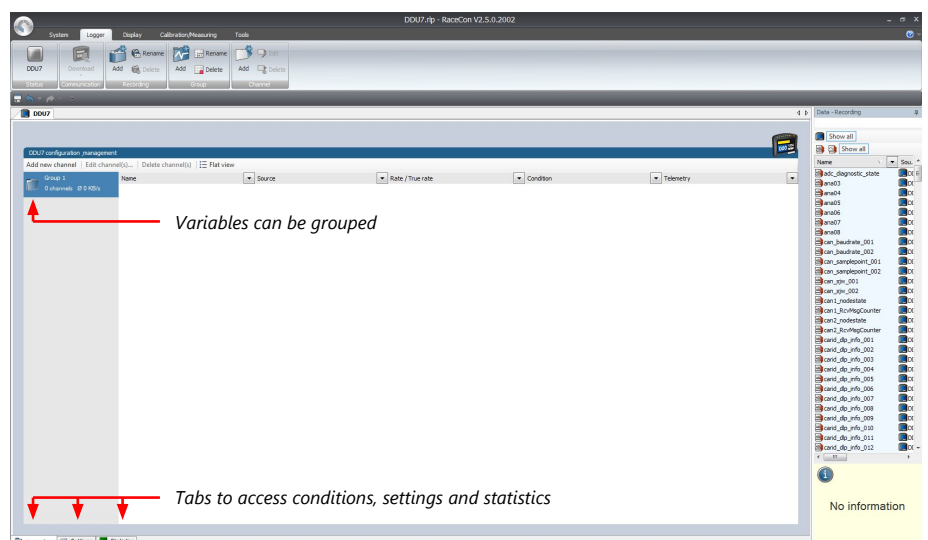 DDU7.rlp - RaceCon V2.5.0.2002
System Logger Display Calibration/Measuring Tools
DDU7 Download Add Rename Delete Add Rename Delete Add Edit Delete
Status Communication Recording Group Channel
DDU7
Data - Recording
Show all
Show all
DDU7 configuration management
Add new channel Edit channel(s)... Delete channel(s) Flat view
Group 1
0 channels Ø 0 KB/s
Name Source Rate / True rate Condition Telemetry
Variables can be grouped
Tabs to access conditions, settings and statistics
Name Sou.
adc_diagnostic_state
ana03
ana04
ana05
ana06
ana07
ana08
can_baudrate_001
can_baudrate_002
can_samplepoint_001
can_samplepoint_002
can_sjw_001
can_sjw_002
can1_nodestate
can1_RcvMsgCounter
can2_nodestate
can2_RcvMsgCounter
carid_dlp_info_001
carid_dlp_info_002
carid_dlp_info_003
carid_dlp_info_004
carid_dlp_info_005
carid_dlp_info_006
carid_dlp_info_007
carid_dlp_info_008
carid_dlp_info_009
carid_dlp_info_010
carid_dlp_info_011
carid_dlp_info_012
No information